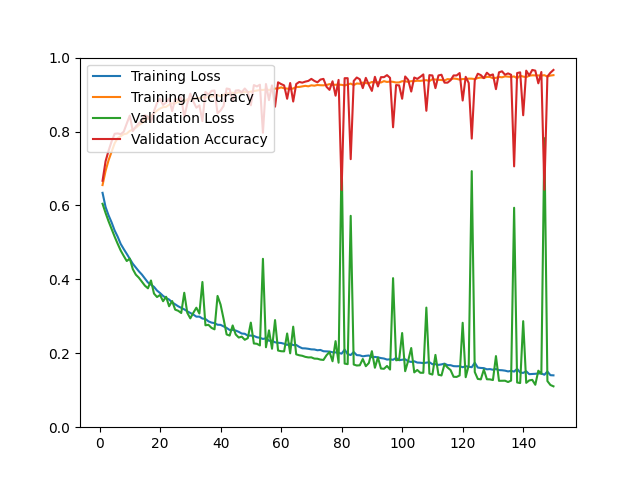 1.0
0.8
0.6
0.4
0.2
0.0
Training Loss
Training Accuracy
Validation Loss
Validation Accuracy
0 20 40 60 80 100 120 140